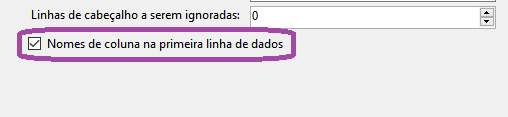 Linhas de cabeçalho a serem ignoradas: 0
Nomes de coluna na primeira linha de dados